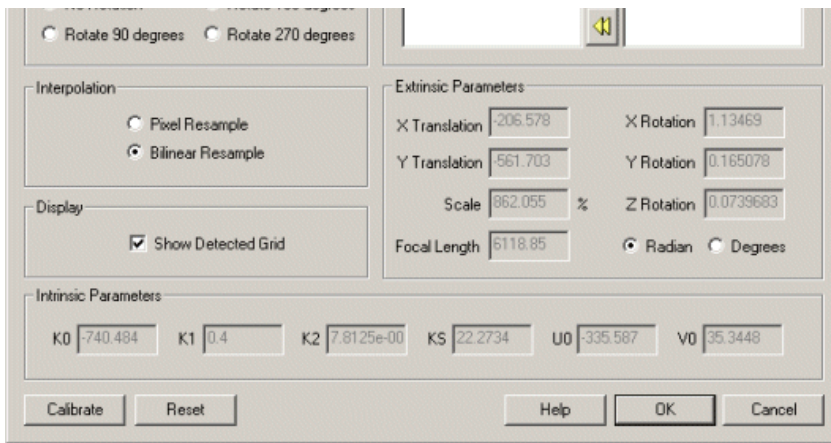 Rotate 90 degrees Rotate 270 degrees
Interpolation
Pixel Resample
Bilinear Resample
Display
Show Detected Grid
Extrinsic Parameters
X Translation -206.578 X Rotation 1.13469
Y Translation -561.703 Y Rotation 0.165078
Scale 862.055 % Z Rotation 0.0739683
Focal Length 6118.85 Radian Degrees
Intrinsic Parameters
K0 -740.484 K1 0.4 K2 7.8125e-00 KS 22.2734 U0 -335.587 V0 35.3448
Calibrate Reset Help OK Cancel